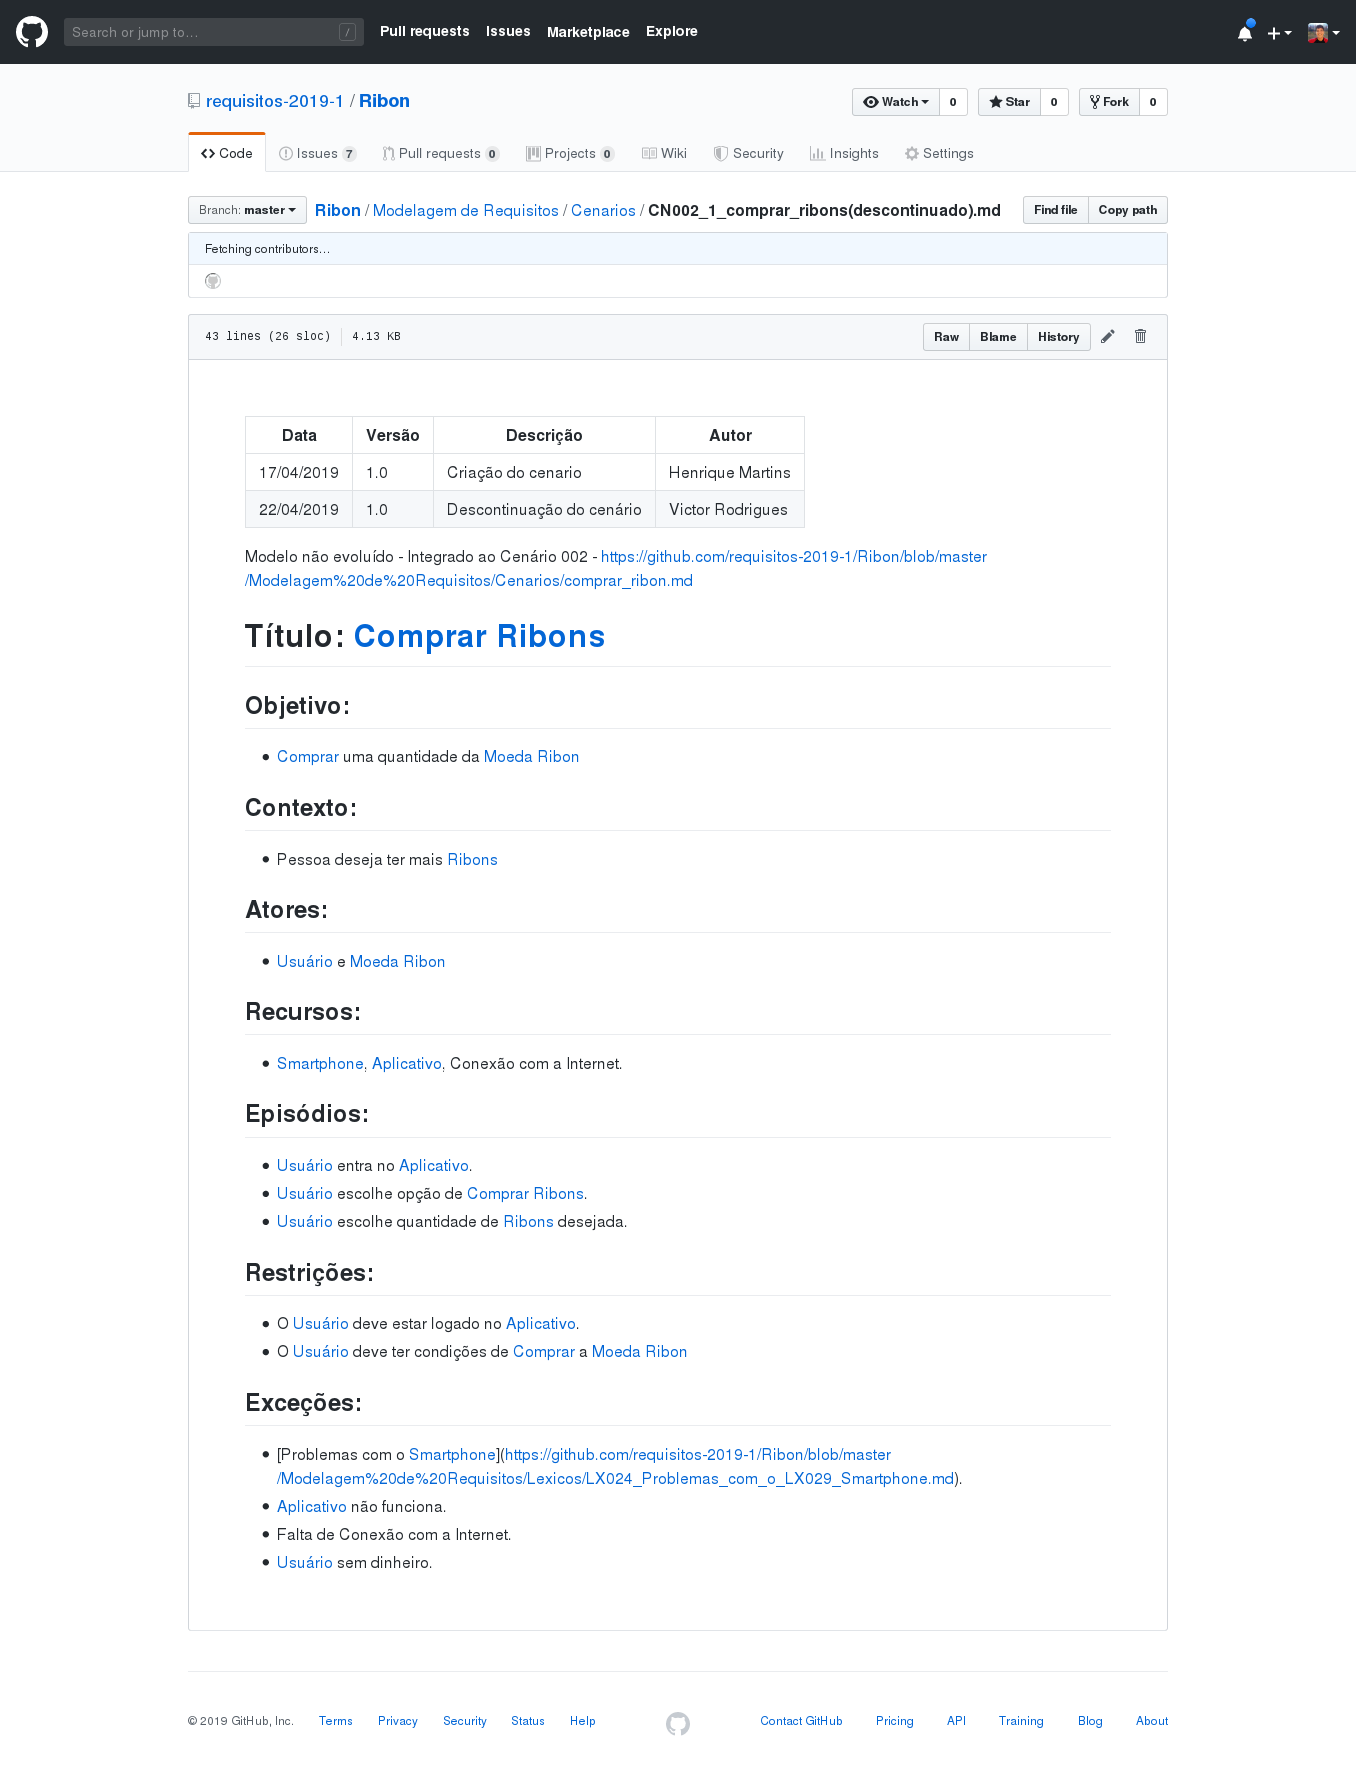 Search or jump to… / Pull requests Issues Marketplace Explore
requisitos-2019-1 / Ribon Watch 0 Star 0 Fork 0
Code Issues 7 Pull requests 0 Projects 0 Wiki Security Insights Settings
Branch: master Ribon / Modelagem de Requisitos / Cenarios / CN002_1_comprar_ribons(descontinuado).md Find file Copy path
Fetching contributors…
43 lines (26 sloc) 4.13 KB Raw Blame History
Data Versão Descrição Autor
17/04/2019 1.0 Criação do cenario Henrique Martins
22/04/2019 1.0 Descontinuação do cenário Victor Rodrigues
Modelo não evoluído - Integrado ao Cenário 002 - https://github.com/requisitos-2019-1/Ribon/blob/master
/Modelagem%20de%20Requisitos/Cenarios/comprar_ribon.md
Título: Comprar Ribons
Objetivo:
• Comprar uma quantidade da Moeda Ribon
Contexto:
• Pessoa deseja ter mais Ribons
Atores:
• Usuário e Moeda Ribon
Recursos:
• Smartphone, Aplicativo, Conexão com a Internet.
Episódios:
• Usuário entra no Aplicativo.
• Usuário escolhe opção de Comprar Ribons.
• Usuário escolhe quantidade de Ribons desejada.
Restrições:
• O Usuário deve estar logado no Aplicativo.
• O Usuário deve ter condições de Comprar a Moeda Ribon
Exceções:
• [Problemas com o Smartphone](https://github.com/requisitos-2019-1/Ribon/blob/master
/Modelagem%20de%20Requisitos/Lexicos/LX024_Problemas_com_o_LX029_Smartphone.md).
• Aplicativo não funciona.
• Falta de Conexão com a Internet.
• Usuário sem dinheiro.
© 2019 GitHub, Inc. Terms Privacy Security Status Help Contact GitHub Pricing API Training Blog About